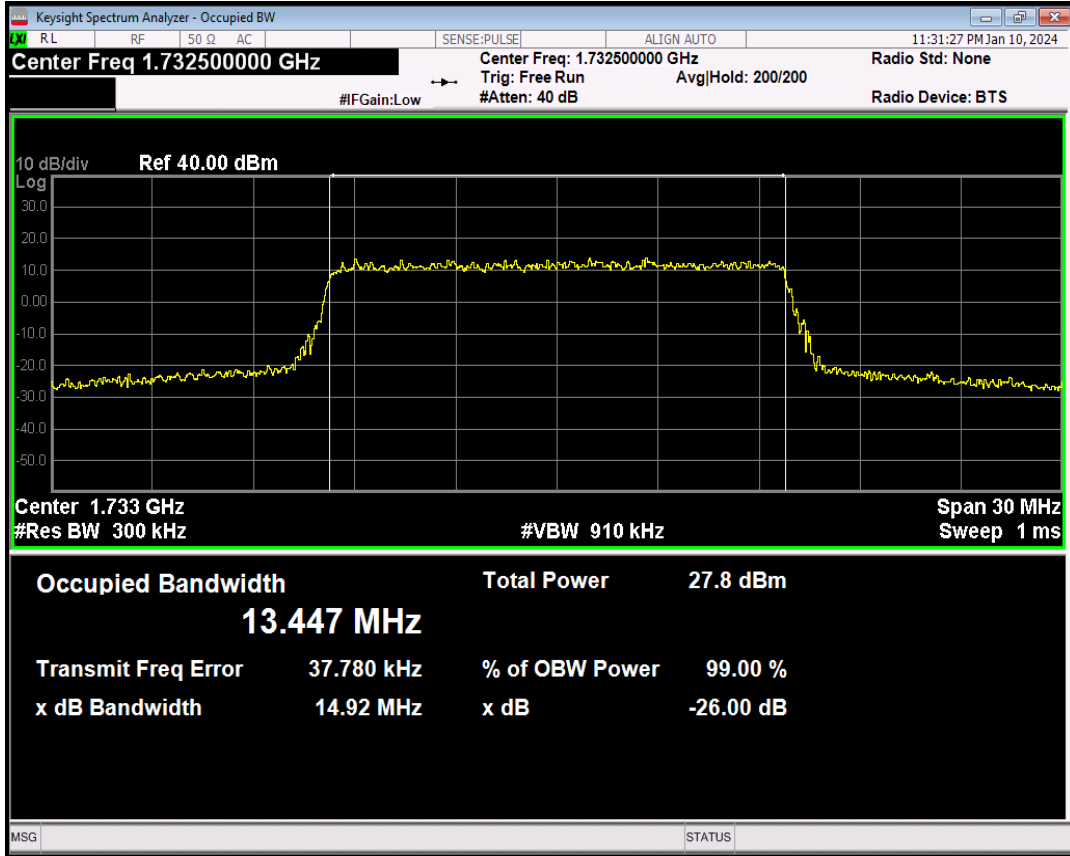 Keysight Spectrum Analyzer - Occupied BW
LXI RL RF 50 Ω AC SENSE:PULSE ALIGN AUTO 11:31:27 PM Jan 10, 2024
Center Freq 1.732500000 GHz
Center Freq: 1.732500000 GHz Radio Std: None
Trig: Free Run Avg|Hold: 200/200
#IFGain:Low #Atten: 40 dB Radio Device: BTS
10 dB/div Ref 40.00 dBm
Log
30.0
20.0
10.0
0.00
-10.0
-20.0
-30.0
-40.0
-50.0
Center 1.733 GHz Span 30 MHz
#Res BW 300 kHz #VBW 910 kHz Sweep 1 ms
Occupied Bandwidth Total Power 27.8 dBm
13.447 MHz
Transmit Freq Error 37.780 kHz % of OBW Power 99.00 %
x dB Bandwidth 14.92 MHz x dB -26.00 dB
MSG STATUS